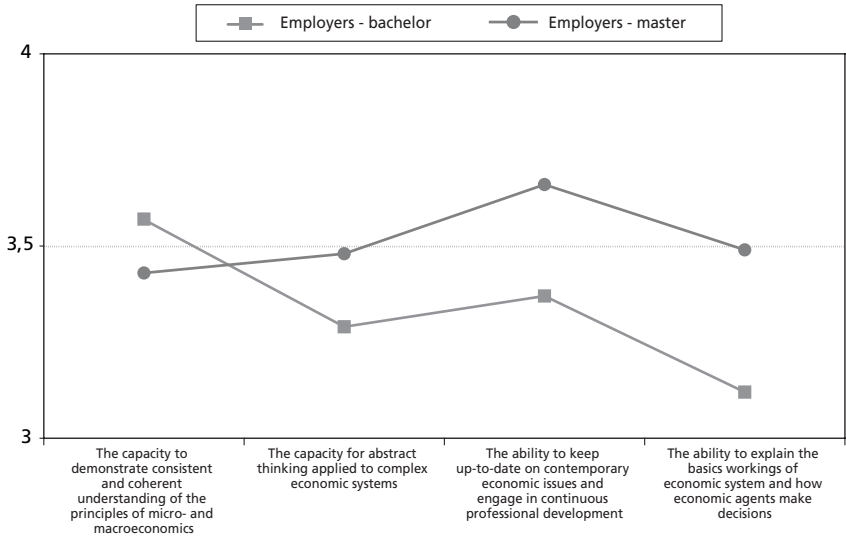 Employers - bachelor
Employers - master
4
3,5
3
The capacity to
demonstrate consistent
and coherent
understanding of the
principles of micro- and
macroeconomics
The capacity for abstract
thinking applied to complex
economic systems
The ability to keep
up-to-date on contemporary
economic issues and
engage in continuous
professional development
The ability to explain the
basics workings of
economic system and how
economic agents make
decisions